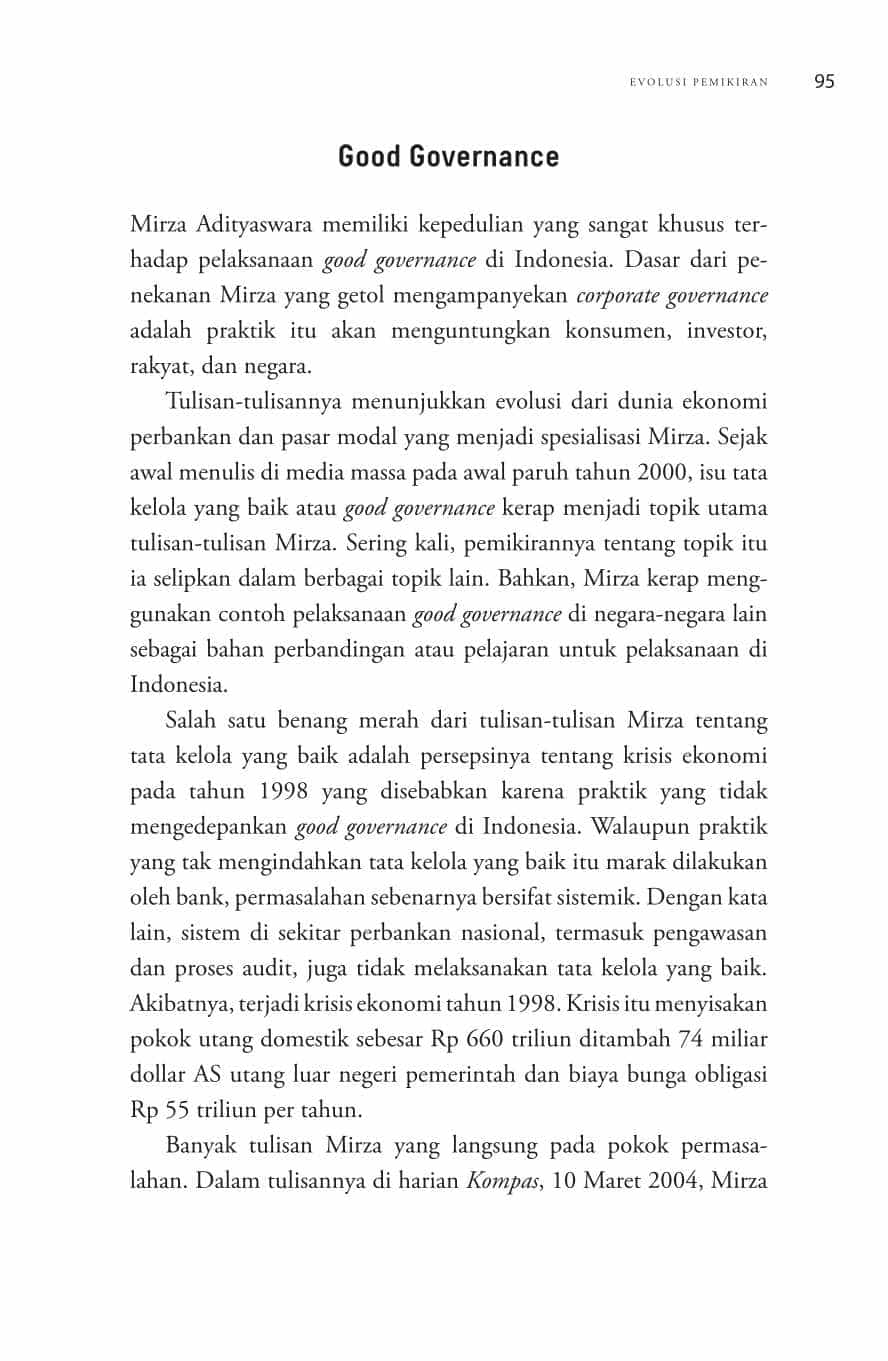 EVOLUSI PEMIKIRAN 95
Good Governance
Mirza Adityaswara memiliki kepedulian yang sangat khusus ter-
hadap pelaksanaan good governance di Indonesia. Dasar dari pe-
nekanan Mirza yang getol mengampanyekan corporate governance
adalah praktik itu akan menguntungkan konsumen, investor,
rakyat, dan negara.
Tulisan-tulisannya menunjukkan evolusi dari dunia ekonomi
perbankan dan pasar modal yang menjadi spesialisasi Mirza. Sejak
awal menulis di media massa pada awal paruh tahun 2000, isu tata
kelola yang baik atau good governance kerap menjadi topik utama
tulisan-tulisan Mirza. Sering kali, pemikirannya tentang topik itu
ia selipkan dalam berbagai topik lain. Bahkan, Mirza kerap meng-
gunakan contoh pelaksanaan good governance di negara-negara lain
sebagai bahan perbandingan atau pelajaran untuk pelaksanaan di
Indonesia.
Salah satu benang merah dari tulisan-tulisan Mirza tentang
tata kelola yang baik adalah persepsinya tentang krisis ekonomi
pada tahun 1998 yang disebabkan karena praktik yang tidak
mengedepankan good governance di Indonesia. Walaupun praktik
yang tak mengindahkan tata kelola yang baik itu marak dilakukan
oleh bank, permasalahan sebenarnya bersifat sistemik. Dengan kata
lain, sistem di sekitar perbankan nasional, termasuk pengawasan
dan proses audit, juga tidak melaksanakan tata kelola yang baik.
Akibatnya, terjadi krisis ekonomi tahun 1998. Krisis itu menyisakan
pokok utang domestik sebesar Rp 660 triliun ditambah 74 miliar
dollar AS utang luar negeri pemerintah dan biaya bunga obligasi
Rp 55 triliun per tahun.
Banyak tulisan Mirza yang langsung pada pokok permasa-
lahan. Dalam tulisannya di harian Kompas, 10 Maret 2004, Mirza